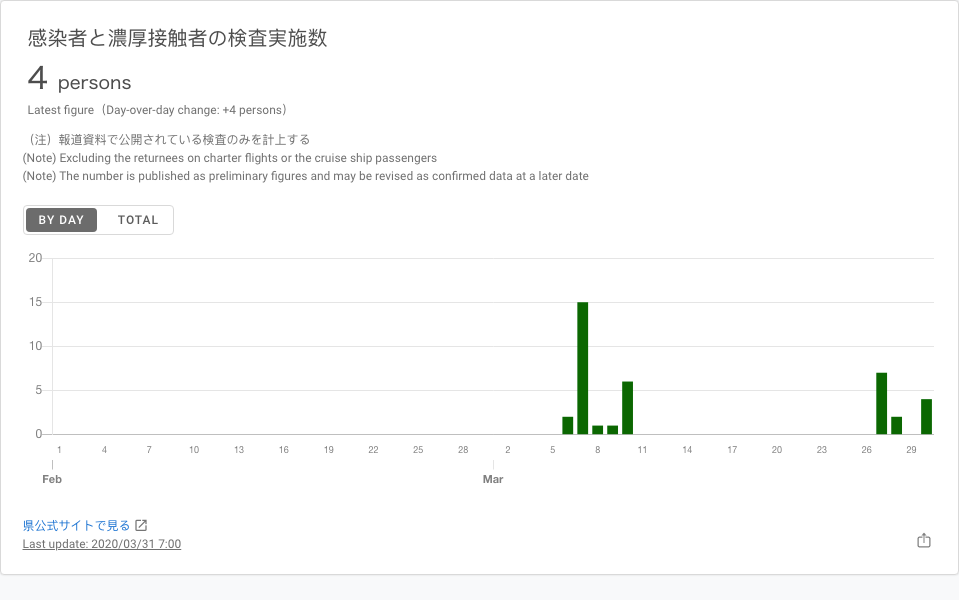 感染者と濃厚接触者の検査実施数
4 persons
Latest figure（Day-over-day change: +4 persons）
（注）報道資料で公開されている検査のみを計上する
(Note) Excluding the returnees on charter flights or the cruise ship passengers
(Note) The number is published as preliminary figures and may be revised as confirmed data at a later date
BY DAY TOTAL
20
15
10
5
0
1 4 7 10 13 16 19 22 25 28 2 5 8 11 14 17 20 23 26 29
Feb Mar
県公式サイトで見る
Last update: 2020/03/31 7:00